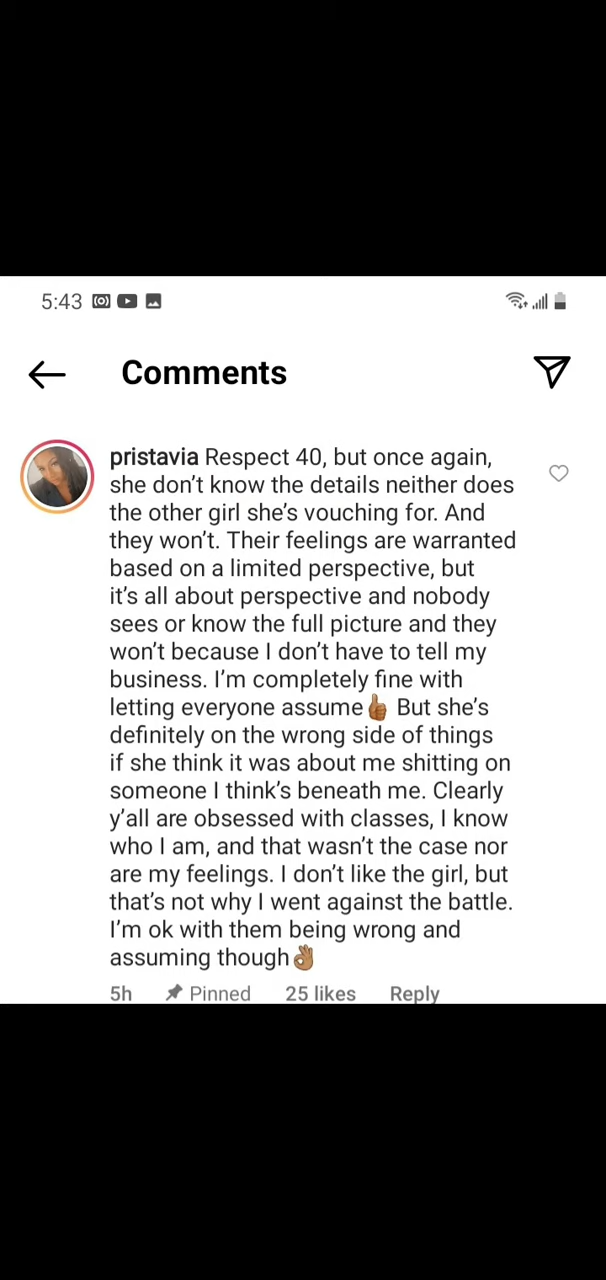 5:43
Comments
pristavia Respect 40, but once again,
she don't know the details neither does
the other girl she's vouching for. And
they won't. Their feelings are warranted
based on a limited perspective, but
it's all about perspective and nobody
sees or know the full picture and they
won't because I don't have to tell my
business. I'm completely fine with
letting everyone assume👍🏾 But she's
definitely on the wrong side of things
if she think it was about me shitting on
someone I think's beneath me. Clearly
y'all are obsessed with classes, I know
who I am, and that wasn't the case nor
are my feelings. I don't like the girl, but
that's not why I went against the battle.
I'm ok with them being wrong and
assuming though👌🏽
5h Pinned 25 likes Reply